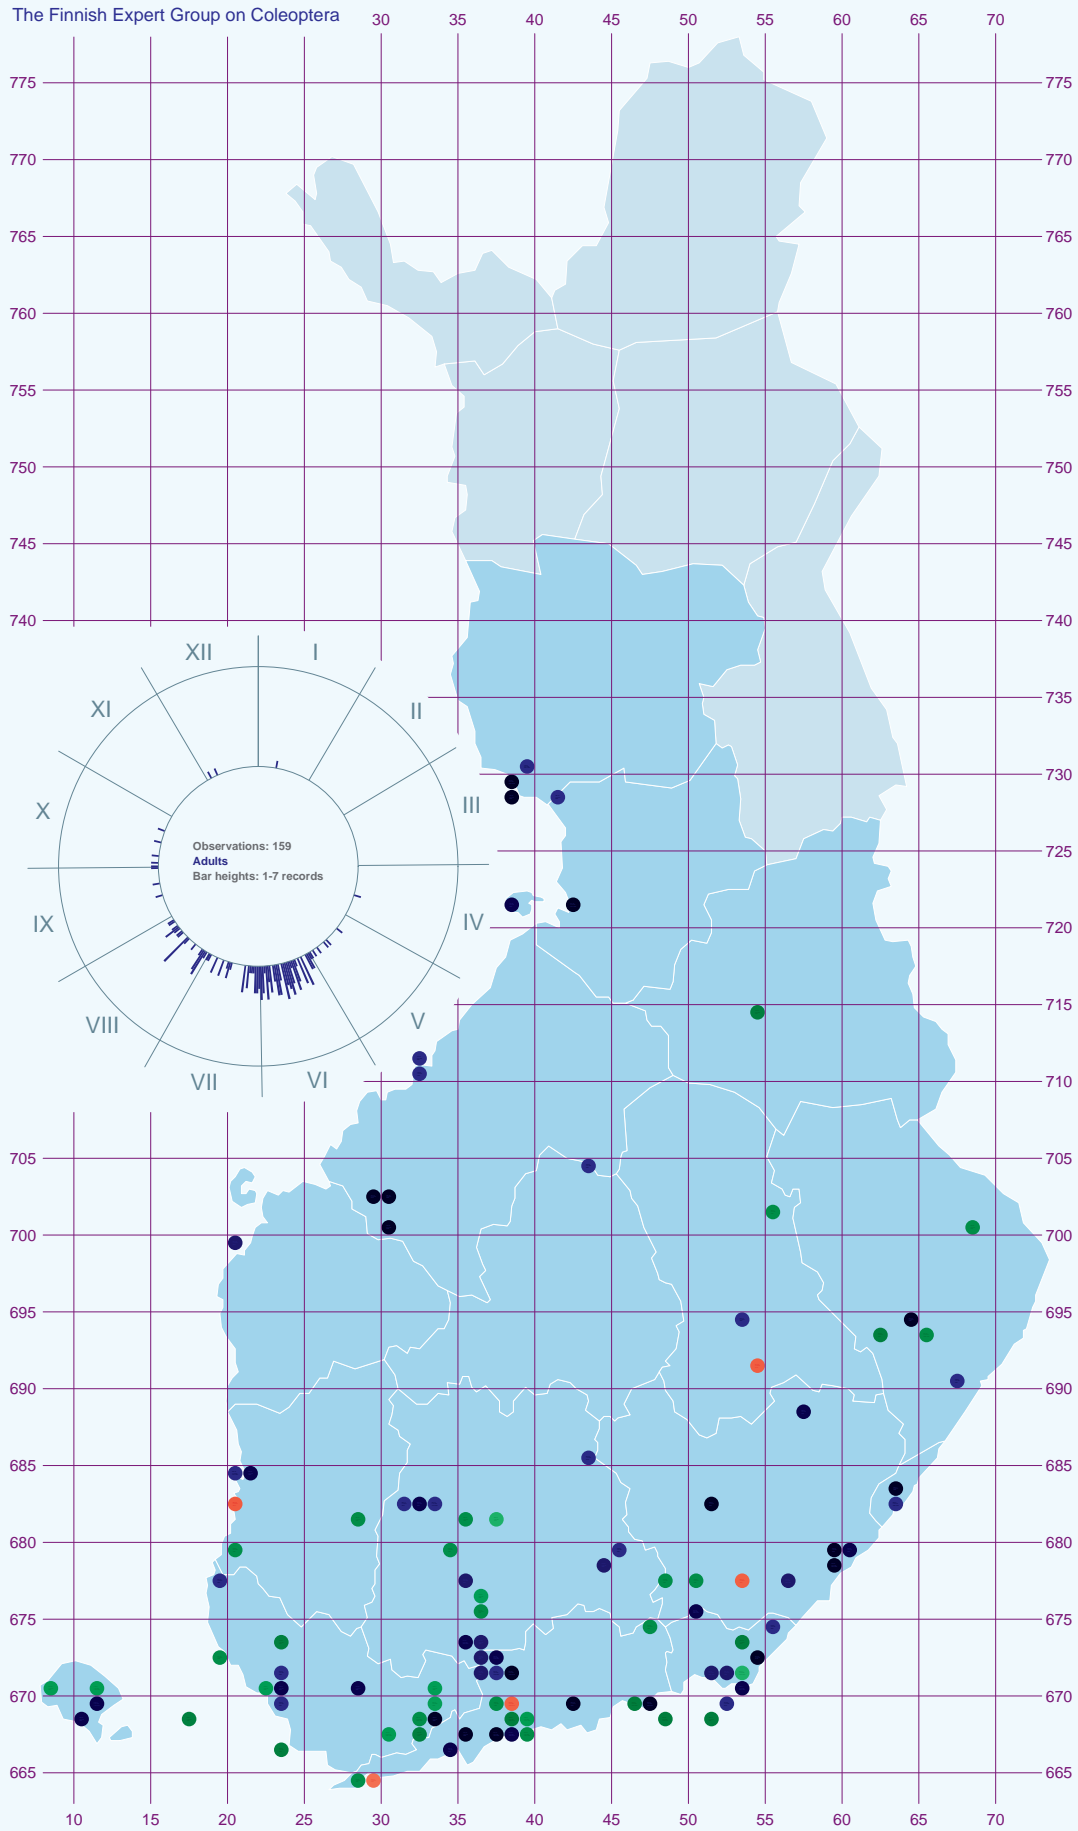 The Finnish Expert Group on Coleoptera 30 40 45 50 55 60 70
775 775
770 770
765 765
760 760
755 755
750 750
745 745
740 740
XII I
XI II
735
730
X III
Observations: 159
Adults
Bar heights: 1-7 records
725
IX IV
720
715
VIII V
VII VI
710
705 705
700 700
695 695
690 690
685 685
680 680
675 675
670 670
665 665
10 15 20 25 30 35 40 45 50 55 60 70